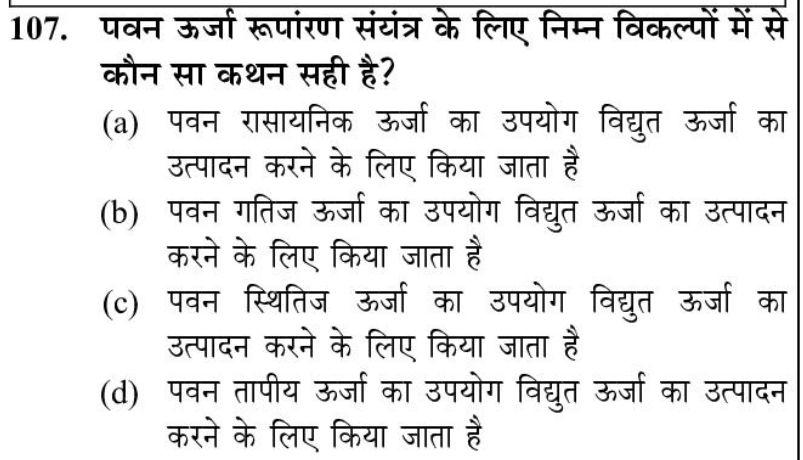 107. पवन ऊर्जा रूपांरण संयंत्र के लिए निम्न विकल्पों में से
कौन सा कथन सही है?
(a) पवन रासायनिक ऊर्जा का उपयोग विद्युत ऊर्जा का
उत्पादन करने के लिए किया जाता है
(b) पवन गतिज ऊर्जा का उपयोग विद्युत ऊर्जा का उत्पादन
करने के लिए किया जाता है
(c) पवन स्थितिज ऊर्जा का उपयोग विद्युत ऊर्जा का
उत्पादन करने के लिए किया जाता है
(d) पवन तापीय ऊर्जा का उपयोग विद्युत ऊर्जा का उत्पादन
करने के लिए किया जाता है